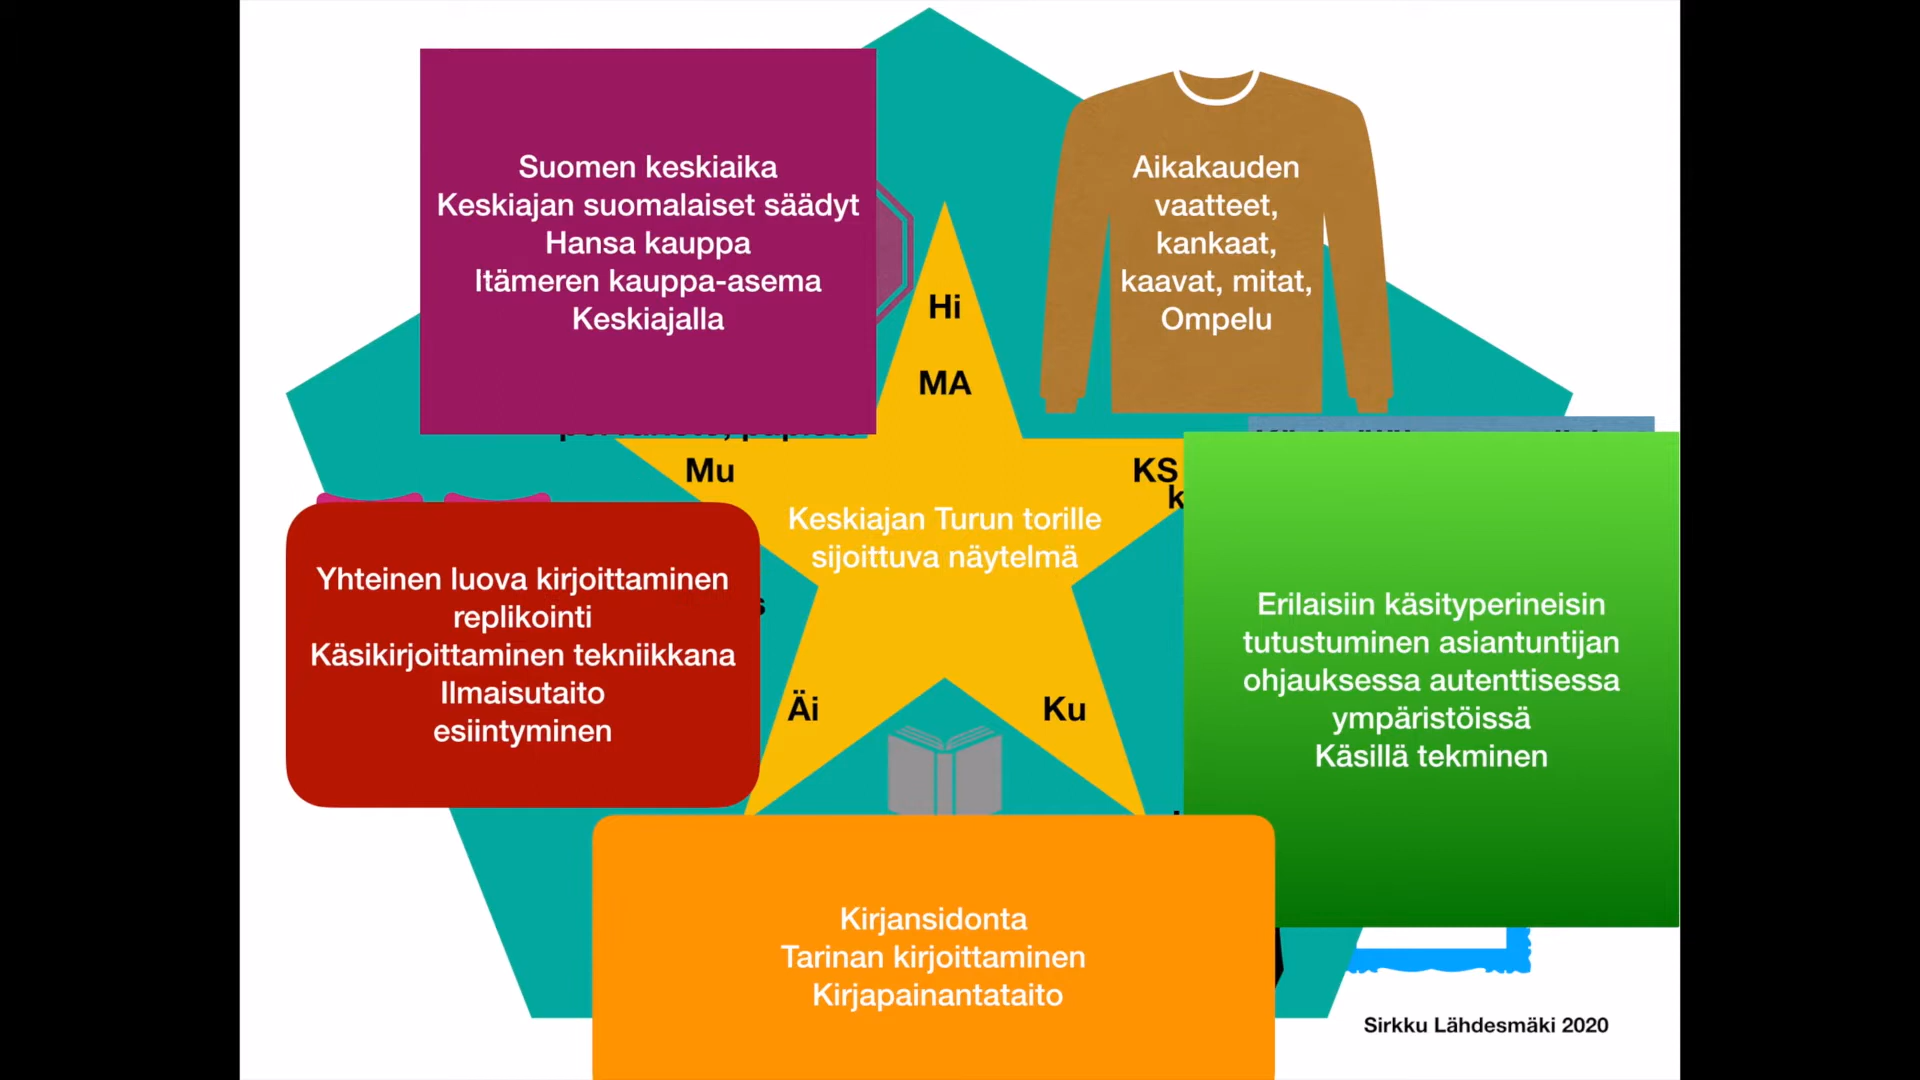 Suomen keskiaika
Keskiajan suomalaiset säädyt
Hansa kauppa
Itämeren kauppa-asema
Keskiajalla
Aikakauden
vaatteet,
kankaat,
kaavat, mitat,
Ompelu
Hi
MA
Mu
KS
Keskiajan Turun torille
sijoittuva näytelmä
Äi
Ku
Yhteinen luova kirjoittaminen
replikointi
Käsikirjoittaminen tekniikkana
Ilmaisutaito
esiintyminen
Erilaisiin käsityperineisin
tutustuminen asiantuntijan
ohjauksessa autenttisessa
ympäristöissä
Käsillä tekminen
Kirjansidonta
Tarinan kirjoittaminen
Kirjapainantataito
Sirkku Lähdesmäki 2020